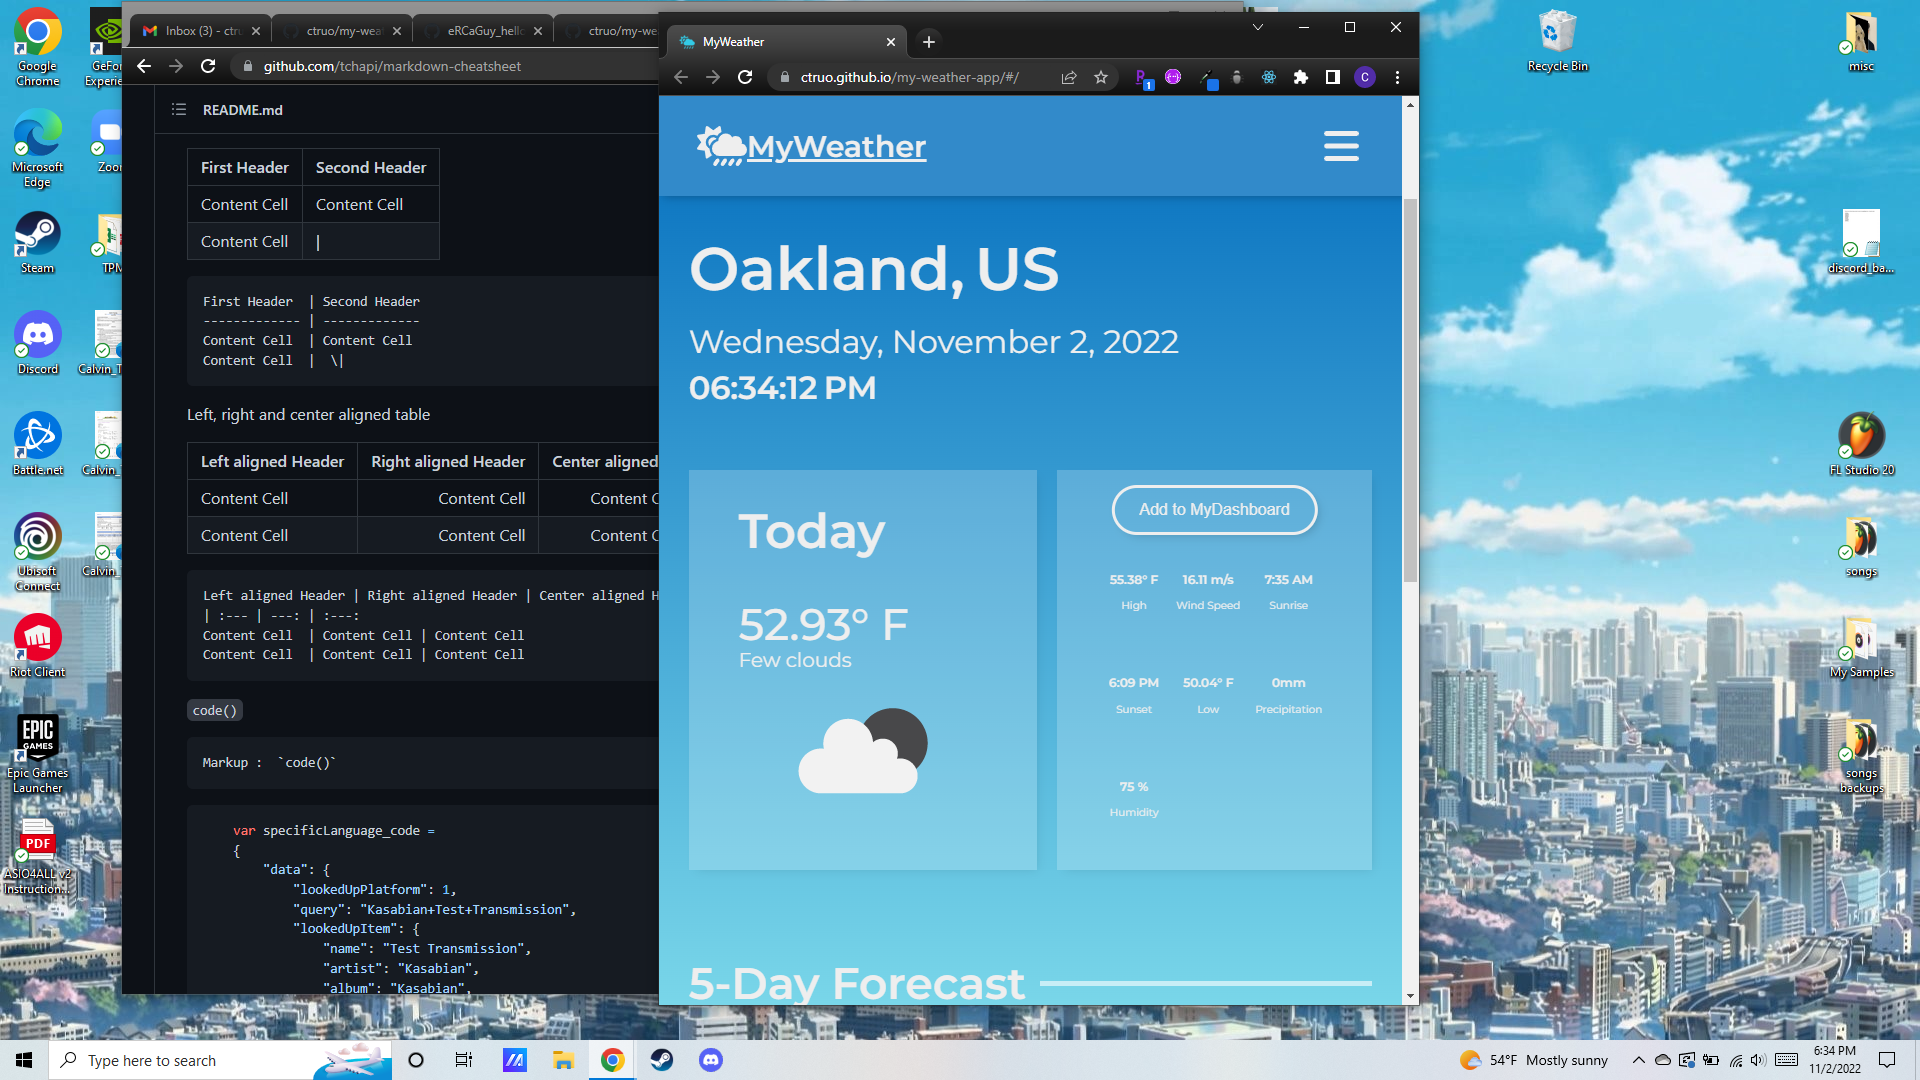 Google
Chrome
GeFor
Experie
Microsoft
Edge
Zoo
Steam
TPM
Discord
Calvin_T
Battle.net
Calvin_
Ubisoft
Connect
Calvin_
Riot Client
Epic Games
Launcher
EPIC
GAMES
PDF
ASIO4ALL v2
Instruction...
Inbox (3) - ctr
ctruo/my-wea
eRCaGuy_hell
ctruo/my-we
github.com/tchapi/markdown-cheatsheet
README.md
First Header Second Header
Content Cell Content Cell
Content Cell |
First Header | Second Header
------------- | -------------
Content Cell | Content Cell
Content Cell | \|
Left, right and center aligned table
Left aligned Header Right aligned Header Center aligned
Content Cell Content Cell Content C
Content Cell Content Cell Content C
Left aligned Header | Right aligned Header | Center aligned H
| :--- | ---: | :---:
Content Cell | Content Cell | Content Cell
Content Cell | Content Cell | Content Cell
code()
Markup : `code()`
var specificLanguage_code =
{
"data": {
"lookedUpPlatform": 1,
"query": "Kasabian+Test+Transmission",
"lookedUpItem": {
"name": "Test Transmission",
"artist": "Kasabian",
"album": "Kasabian",
MyWeather
ctruo.github.io/my-weather-app/#/
1
C
MyWeather
Oakland, US
Wednesday, November 2, 2022
06:34:12 PM
Today
52.93° F
Few clouds
Add to MyDashboard
55.38° F 16.11 m/s 7:35 AM
High Wind Speed Sunrise
6:09 PM 50.04° F 0mm
Sunset Low Precipitation
75 %
Humidity
5-Day Forecast
Recycle Bin
misc
discord_ba...
FL Studio 20
songs
My Samples
songs
backups
Type here to search
54°F Mostly sunny
6:34 PM
11/2/2022